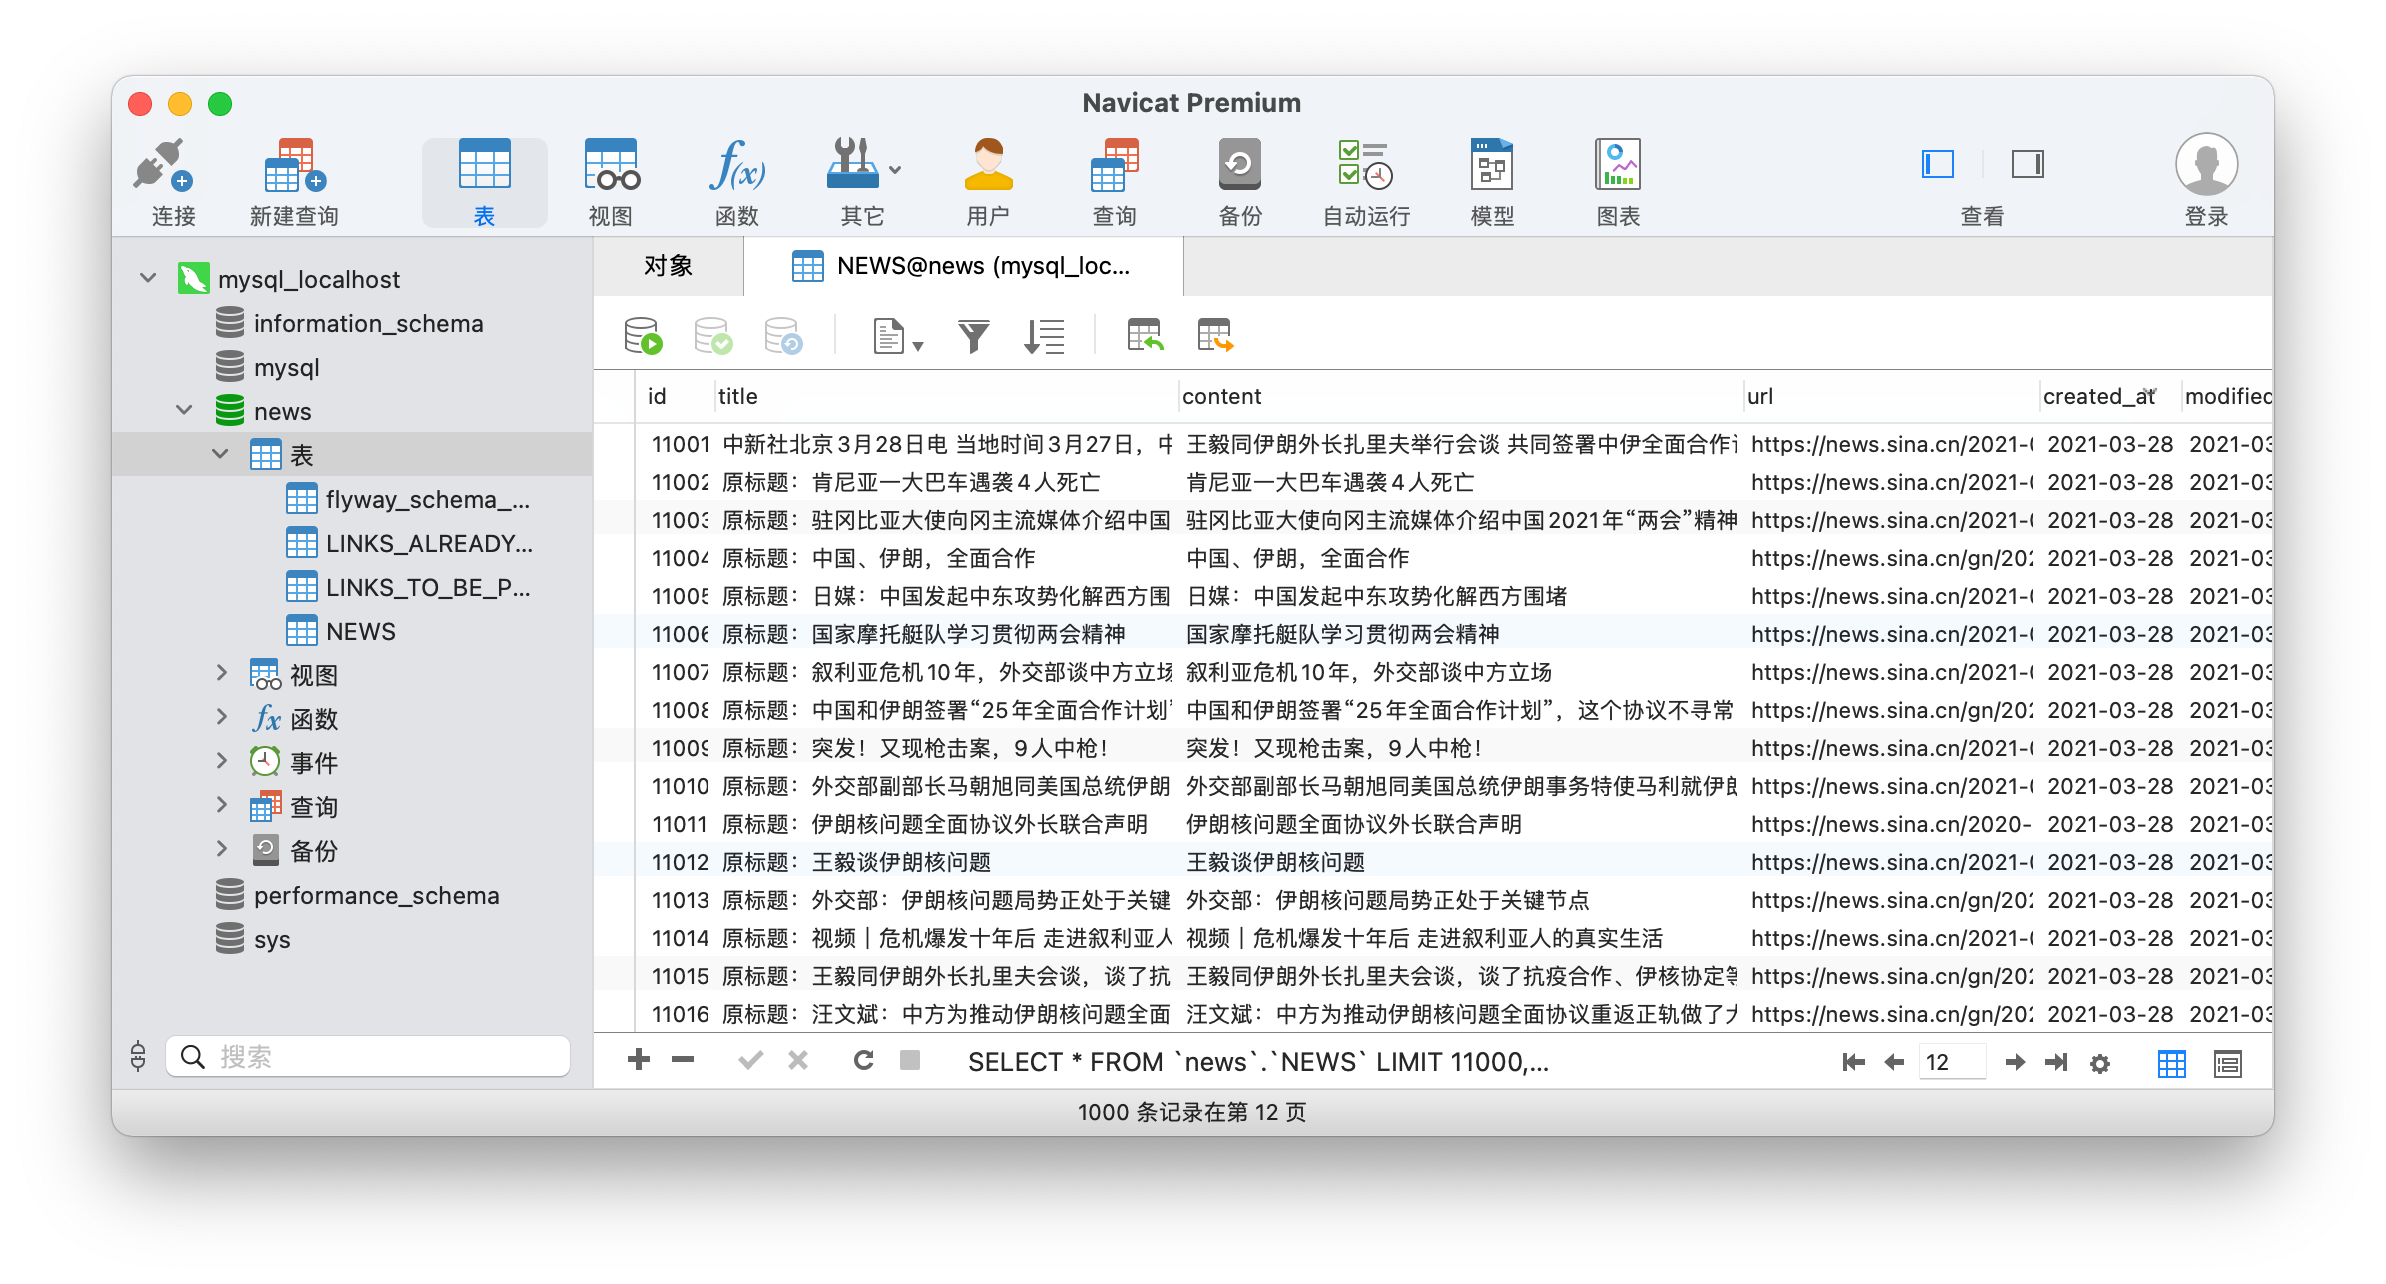 Navicat Premium
连接 新建查询 表 视图 函数 其它 用户 查询 备份 自动运行 模型 图表 查看 登录
mysql_localhost
information_schema
mysql
news
表
flyway_schema_...
LINKS_ALREADY...
LINKS_TO_BE_P...
NEWS
视图
函数
事件
查询
备份
performance_schema
sys
搜索
对象 NEWS@news (mysql_loc...
id title content url created_at modified
11001 中新社北京3月28日电 当地时间3月27日，中 王毅同伊朗外长扎里夫举行会谈 共同签署中伊全面合作 https://news.sina.cn/2021- 2021-03-28 2021-03
11002 原标题：肯尼亚一大巴车遇袭4人死亡 肯尼亚一大巴车遇袭4人死亡 https://news.sina.cn/2021- 2021-03-28 2021-03
11003 原标题：驻冈比亚大使向冈主流媒体介绍中国 驻冈比亚大使向冈主流媒体介绍中国2021年“两会”精神 https://news.sina.cn/2021- 2021-03-28 2021-03
11004 原标题：中国、伊朗，全面合作 中国、伊朗，全面合作 https://news.sina.cn/gn/202 2021-03-28 2021-03
11005 原标题：日媒：中国发起中东攻势化解西方围 日媒：中国发起中东攻势化解西方围堵 https://news.sina.cn/2021- 2021-03-28 2021-03
11006 原标题：国家摩托艇队学习贯彻两会精神 国家摩托艇队学习贯彻两会精神 https://news.sina.cn/2021- 2021-03-28 2021-03
11007 原标题：叙利亚危机10年，外交部谈中方立场 叙利亚危机10年，外交部谈中方立场 https://news.sina.cn/2021- 2021-03-28 2021-03
11008 原标题：中国和伊朗签署“25年全面合作计划” 中国和伊朗签署“25年全面合作计划”，这个协议不寻常 https://news.sina.cn/gn/202 2021-03-28 2021-03
11009 原标题：突发！又现枪击案，9人中枪！ 突发！又现枪击案，9人中枪！ https://news.sina.cn/2021- 2021-03-28 2021-03
11010 原标题：外交部副部长马朝旭同美国总统伊朗 外交部副部长马朝旭同美国总统伊朗事务特使马利就伊朗 https://news.sina.cn/2021- 2021-03-28 2021-03
11011 原标题：伊朗核问题全面协议外长联合声明 伊朗核问题全面协议外长联合声明 https://news.sina.cn/2020- 2021-03-28 2021-03
11012 原标题：王毅谈伊朗核问题 王毅谈伊朗核问题 https://news.sina.cn/2021- 2021-03-28 2021-03
11013 原标题：外交部：伊朗核问题局势正处于关键 外交部：伊朗核问题局势正处于关键节点 https://news.sina.cn/gn/202 2021-03-28 2021-03
11014 原标题：视频｜危机爆发十年后 走进叙利亚人 视频｜危机爆发十年后 走进叙利亚人的真实生活 https://news.sina.cn/2021- 2021-03-28 2021-03
11015 原标题：王毅同伊朗外长扎里夫会谈，谈了抗 王毅同伊朗外长扎里夫会谈，谈了抗疫合作、伊核协定等 https://news.sina.cn/gn/202 2021-03-28 2021-03
11016 原标题：汪文斌：中方为推动伊朗核问题全面 汪文斌：中方为推动伊朗核问题全面协议重返正轨做了大 https://news.sina.cn/gn/202 2021-03-28 2021-03
SELECT * FROM `news`.`NEWS` LIMIT 11000,... 12
1000 条记录在第 12 页